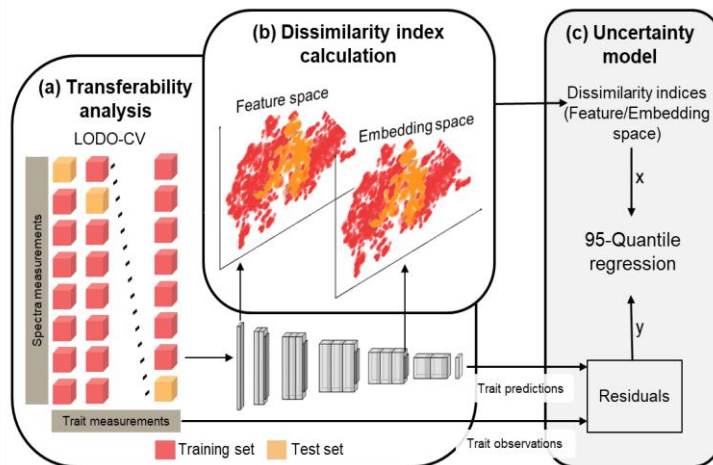 (a) Transferability
analysis
LODO-CV
Spectra measurements
Trait measurements
Training set
Test set
(b) Dissimilarity index
calculation
Feature space
Embedding space
Trait predictions
Trait observations
(c) Uncertainty
model
Dissimilarity indices
(Feature/Embedding
space)
x
95-Quantile
regression
y
Residuals